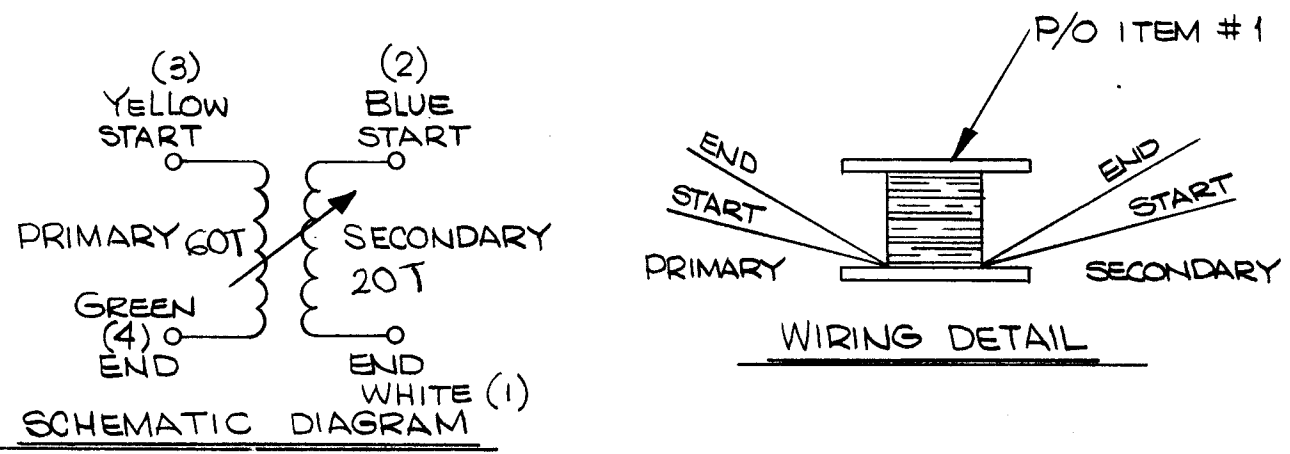 (3)
YELLOW
START
(2)
BLUE
START
PRIMARY 60T
SECONDARY
20T
GREEN
(4)
END
END
WHITE (1)
SCHEMATIC DIAGRAM
P/O ITEM #1
END
START
PRIMARY
END
START
SECONDARY
WIRING DETAIL